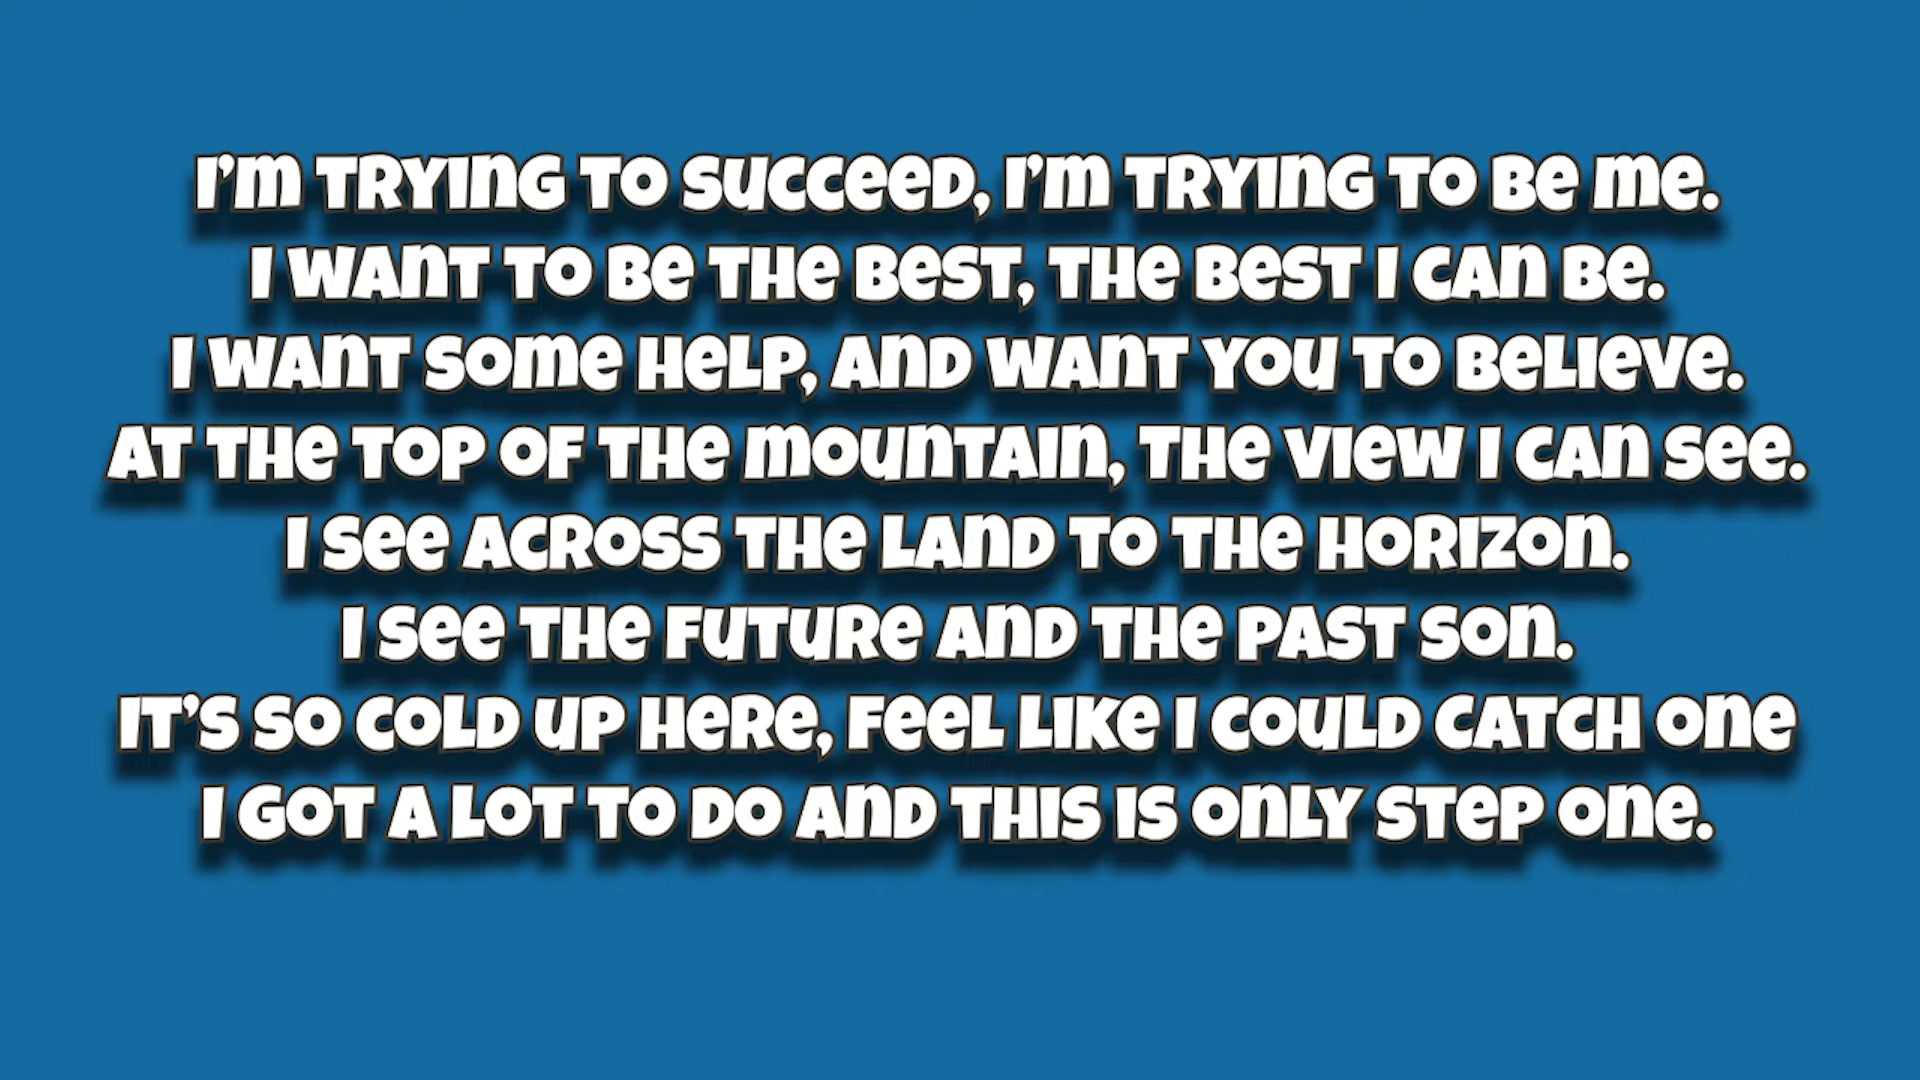 I'm trying to succeed, I'm trying to be me.
I want to be the best, the best I can be.
I want some help, and want you to believe.
At the top of the mountain, the view I can see.
I see across the land to the horizon.
I see the future and the past son.
It's so cold up here, feel like I could catch one
I got a lot to do and this is only step one.